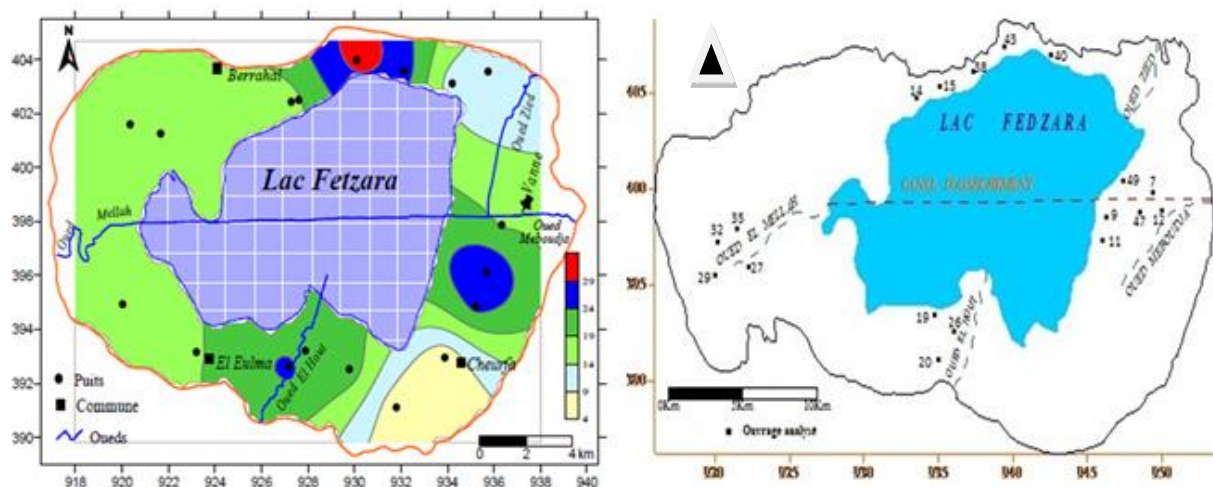 N
404
402
400
398
396
394
392
390
918 920 922 924 926 928 930 932 934 936 938 940
Berrahal
Oued Zied
Lac Fetzara
Vanne
Oued Mellah
Oued Meboudja
29
24
19
14
9
4
El Eulma
Oued El Hout
Cheurfa
Puits
Commune
Oueds
0 2 4 km
43
38
40
14
15
OUED ZIED
LAC FEDZARA
CANAL D'ASSECHEMENT
49
7
9
47
12
11
OUED MEBOUDJA
35
32
OUED EL MELLAH
29
27
19
26
20
OUED EL HOUT
Ouvrage analysé